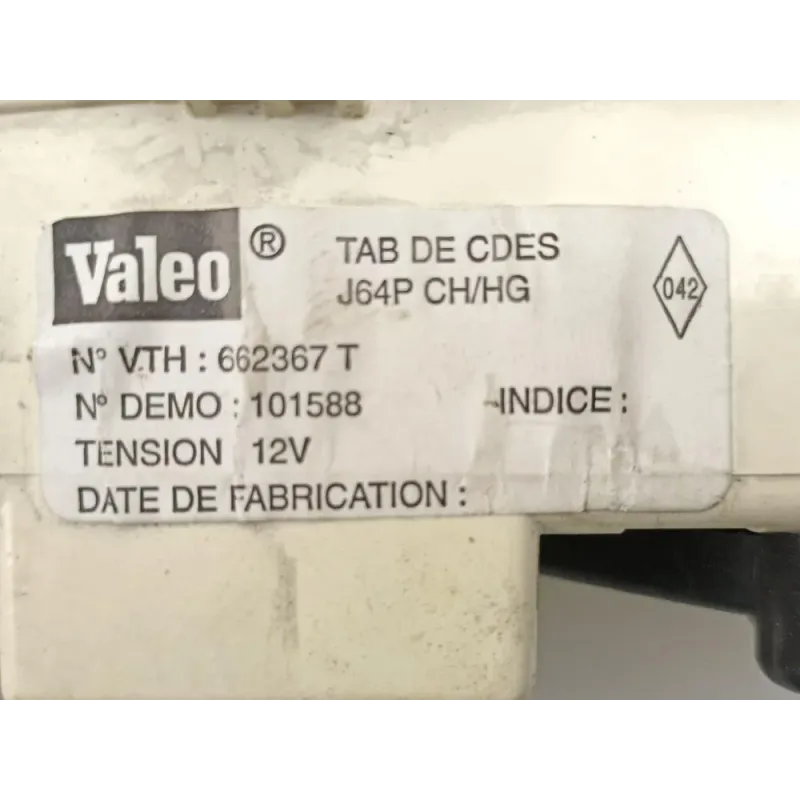 Valeo ® TAB DE CDES
J64P CH/HG
042
N° VTH : 662367 T
N° DEMO : 101588 INDICE :
TENSION 12V
DATE DE FABRICATION :